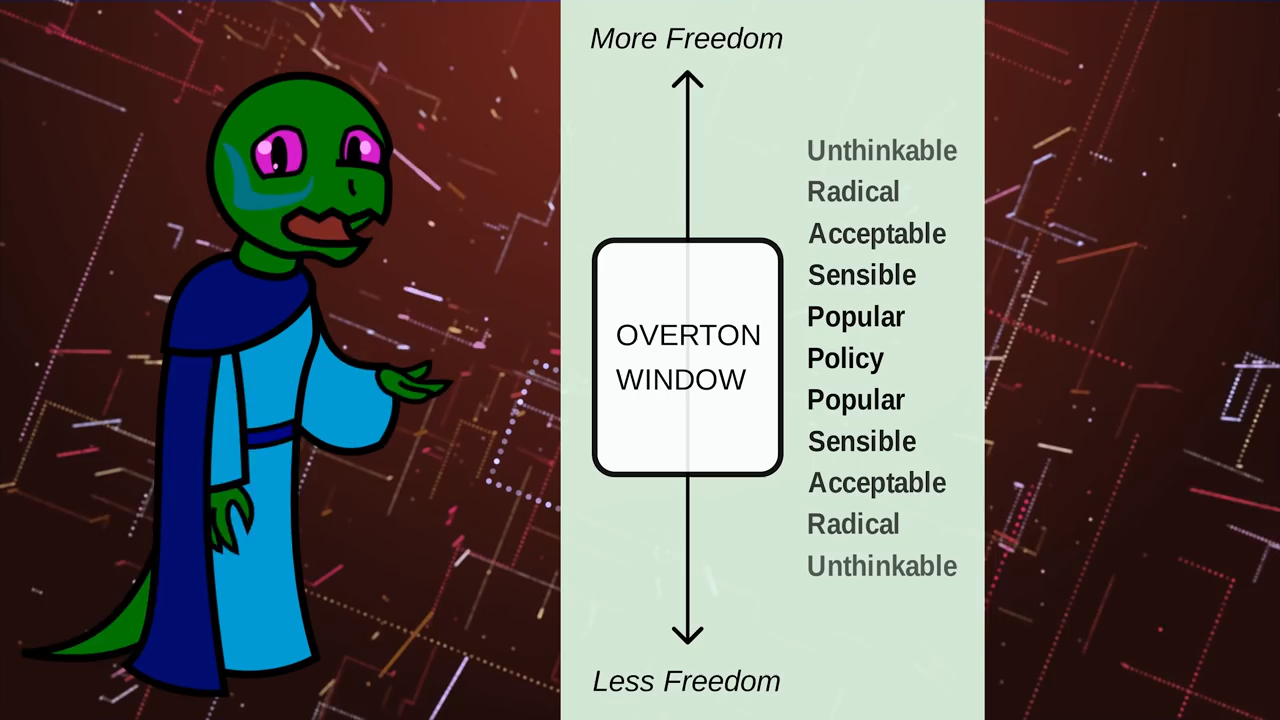 More Freedom
Unthinkable
Radical
Acceptable
Sensible
Popular
OVERTON
WINDOW
Policy
Popular
Sensible
Acceptable
Radical
Unthinkable
Less Freedom